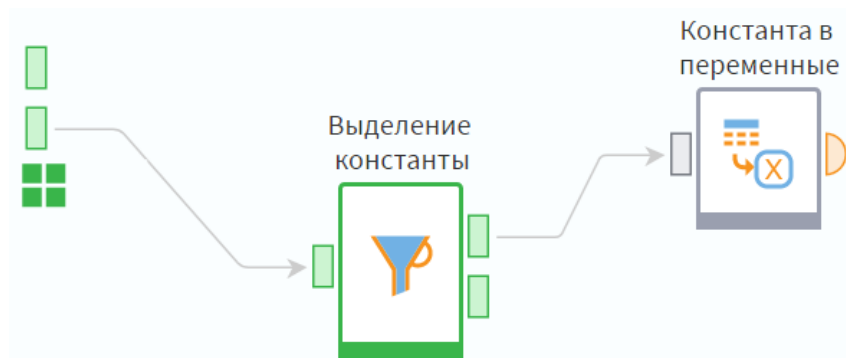 Константа в
переменные
Выделение
константы
X